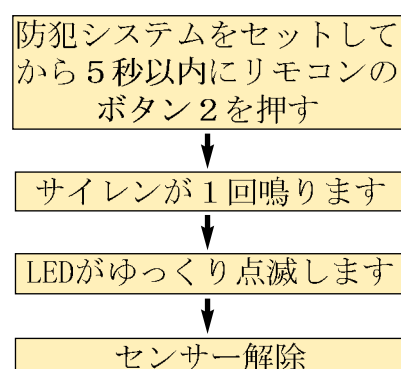 防犯システムをセットして
から５秒以内にリモコンの
ボタン２を押す
サイレンが１回鳴ります
LEDがゆっくり点滅します
センサー解除